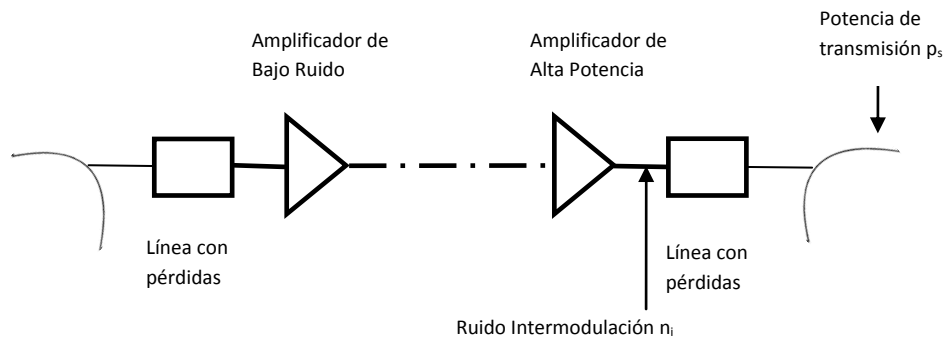 Potencia de
transmisión pₛ
Amplificador de
Bajo Ruido
Amplificador de
Alta Potencia
Línea con
pérdidas
Línea con
pérdidas
Ruido Intermodulación nᵢ